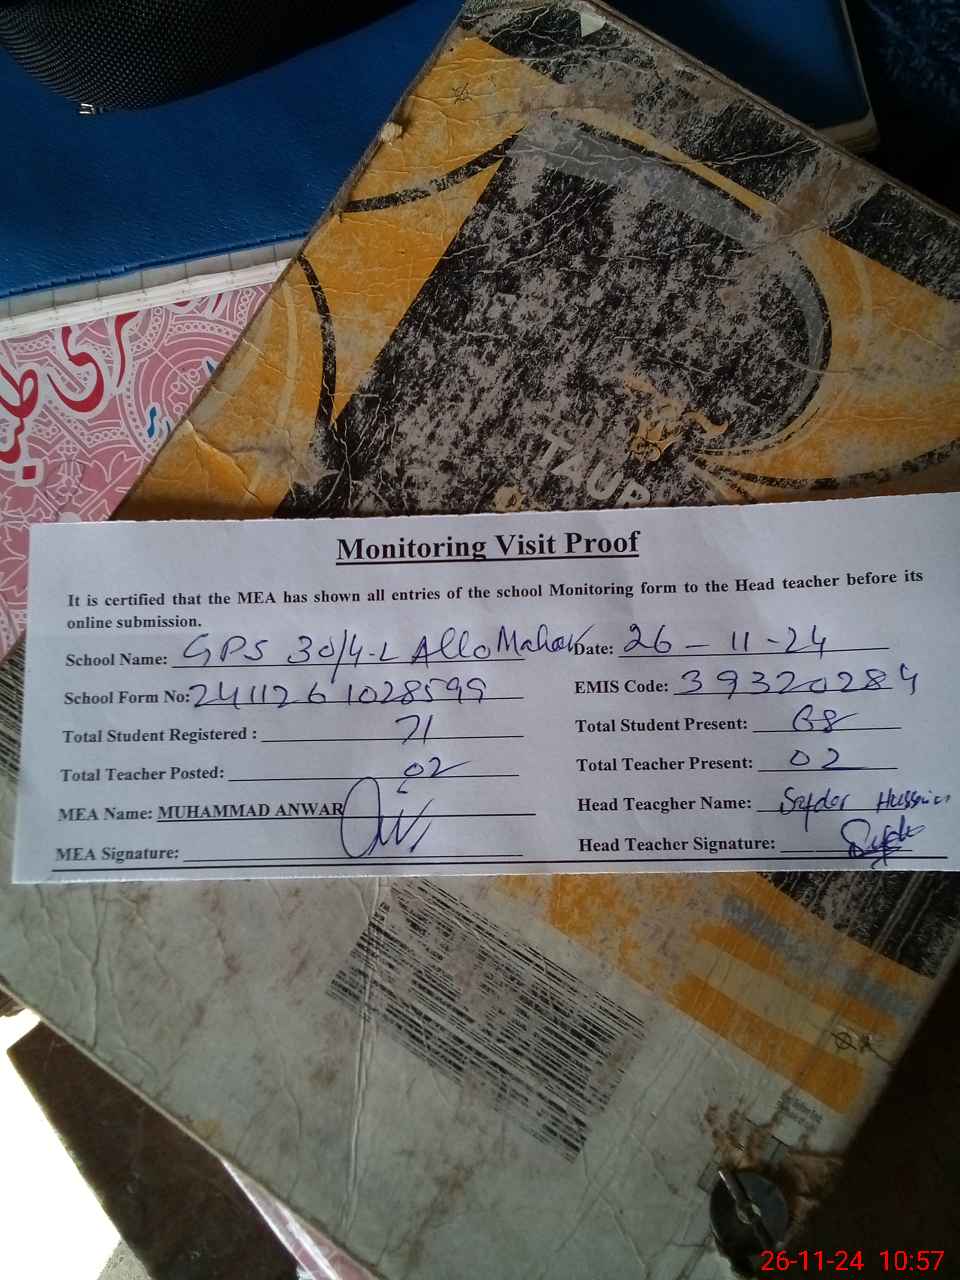 طبی
TAUR
Monitoring Visit Proof
It is certified that the MEA has shown all entries of the school Monitoring form to the Head teacher before its
online submission.
School Name: GPS 30/4-L Allo Mahar Date: 26-11-24
School Form No: 241126 1028599 EMIS Code: 39320284
Total Student Registered : 71 Total Student Present: 68
Total Teacher Posted: 02 Total Teacher Present: 02
MEA Name: MUHAMMAD ANWAR Head Teacgher Name: Hussain
MEA Signature: Head Teacher Signature:
26-11-24 10:57